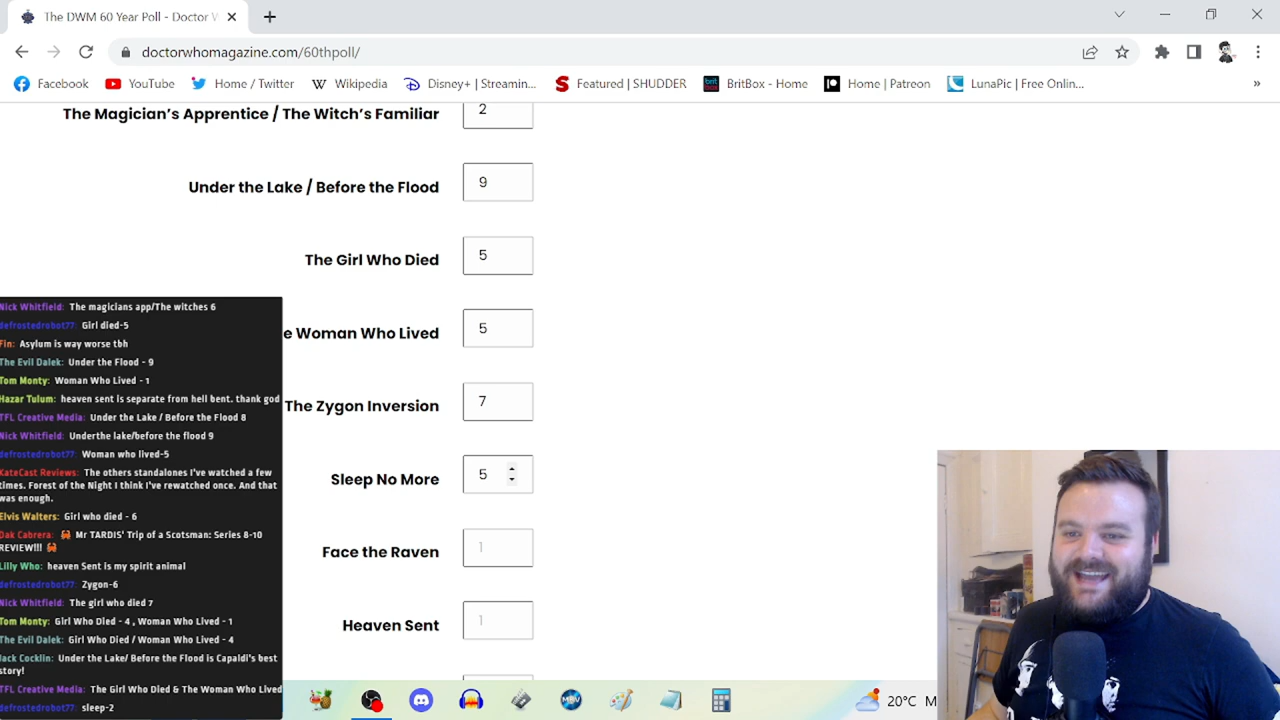 The DWM 60 Year Poll - Doctor W
doctorwhomagazine.com/60thpoll/
Facebook YouTube Home / Twitter Wikipedia Disney+ | Streamin... Featured | SHUDDER BritBox - Home Home | Patreon LunaPic | Free Onlin... »
The Magician's Apprentice / The Witch's Familiar 2
Under the Lake / Before the Flood 9
The Girl Who Died 5
e Woman Who Lived 5
The Zygon Inversion 7
Sleep No More 5
Face the Raven 1
Heaven Sent 1
Nick Whitfield: The magicians app/The witches 6
defrostedrobot77: Girl died-5
Fin: Asylum is way worse tbh
The Evil Dalek: Under the Flood - 9
Tom Monty: Woman Who Lived - 1
Hazar Tulum: heaven sent is separate from hell bent. thank god
TFL Creative Media: Under the Lake / Before the Flood 8
Nick Whitfield: Underthe lake/before the flood 9
defrostedrobot77: Woman who lived-5
KateCast Reviews: The others standalones I've watched a few
times. Forest of the Night I think I've rewatched once. And that
was enough.
Elvis Walters: Girl who died - 6
Dak Cabrera: 🦀 Mr TARDIS' Trip of a Scotsman: Series 8-10
REVIEW!!! 🦀
Lilly Who: heaven Sent is my spirit animal
defrostedrobot77: Zygon-6
Nick Whitfield: The girl who died 7
Tom Monty: Girl Who Died - 4 , Woman Who Lived - 1
The Evil Dalek: Girl Who Died / Woman Who Lived - 4
Jack Cocklin: Under the Lake/ Before the Flood is Capaldi's best
story!
TFL Creative Media: The Girl Who Died & The Woman Who Lived
defrostedrobot77: sleep-2
20°C M